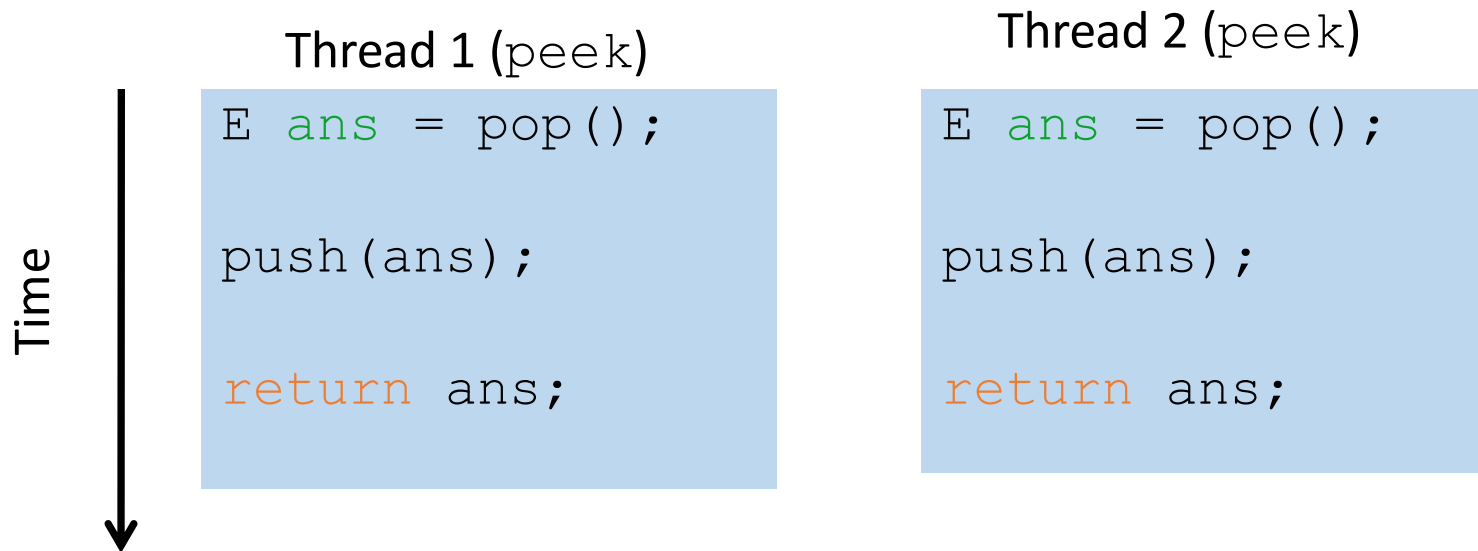 Time
Thread 1 (peek)
E ans = pop();
push(ans);
return ans;
Thread 2 (peek)
E ans = pop();
push(ans);
return ans;